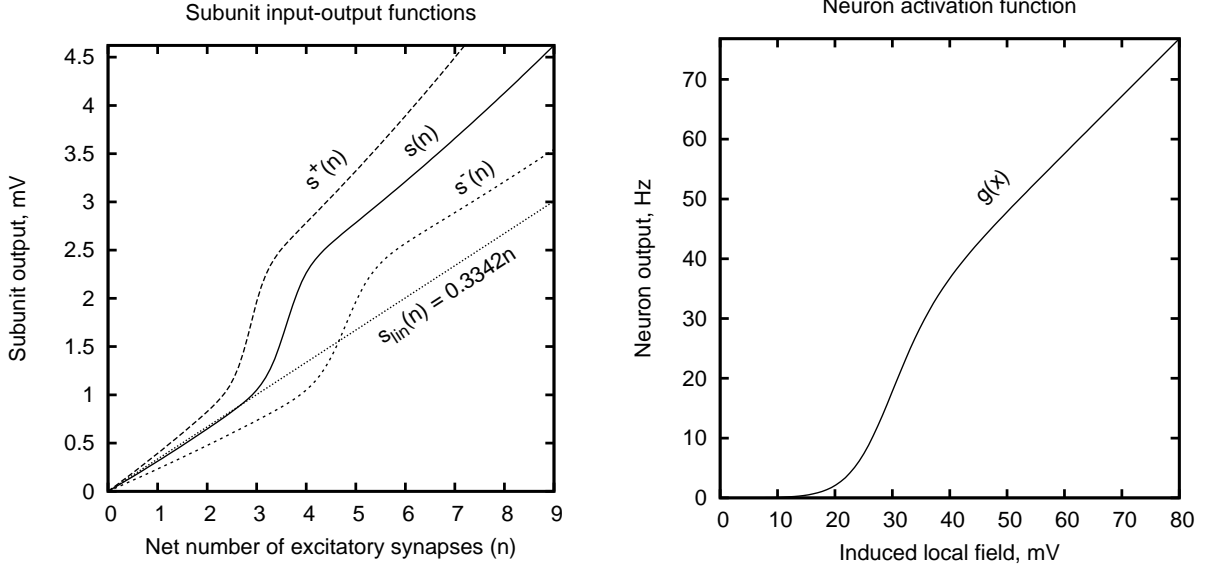 Subunit input-output functions
4.5
4
3.5
3
2.5
2
1.5
1
0.5
0
0 1 2 3 4 5 6 7 8 9
Subunit output, mV
Net number of excitatory synapses (n)
s+(n)
s(n)
s-(n)
slin(n) = 0.3342n
Neuron activation function
70
60
50
40
30
20
10
0
0 10 20 30 40 50 60 70 80
Neuron output, Hz
Induced local field, mV
g(x)